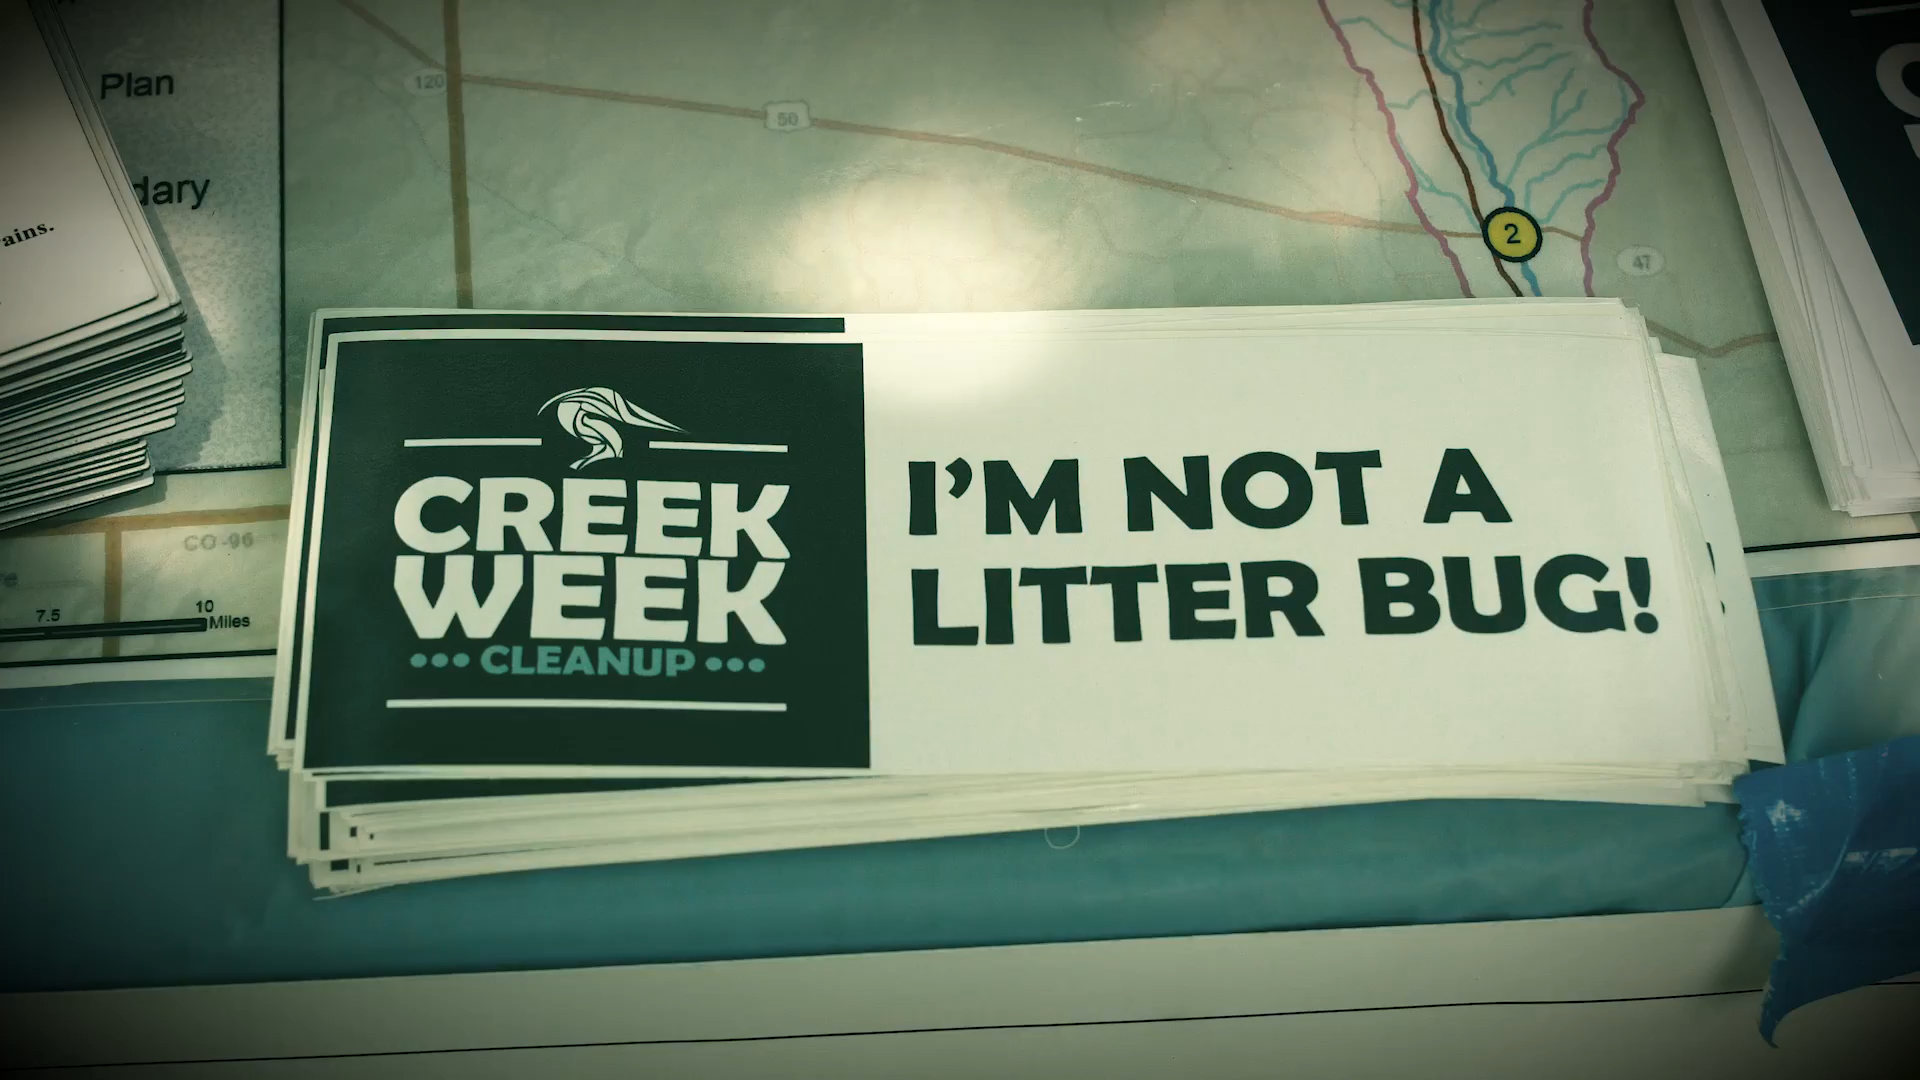 Plan
dary
ains.
120
50
2
47
CREEK
WEEK
CLEANUP
I'M NOT A
LITTER BUG!
CO-96
7.5
10
Miles